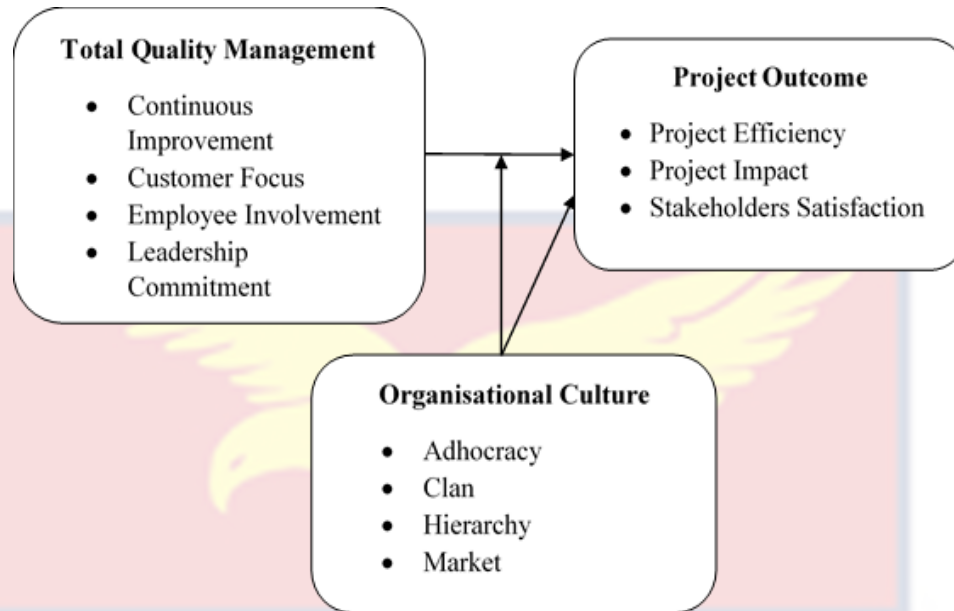 Total Quality Management
• Continuous
Improvement
• Customer Focus
• Employee Involvement
• Leadership
Commitment
Project Outcome
• Project Efficiency
• Project Impact
• Stakeholders Satisfaction
Organisational Culture
• Adhocracy
• Clan
• Hierarchy
• Market